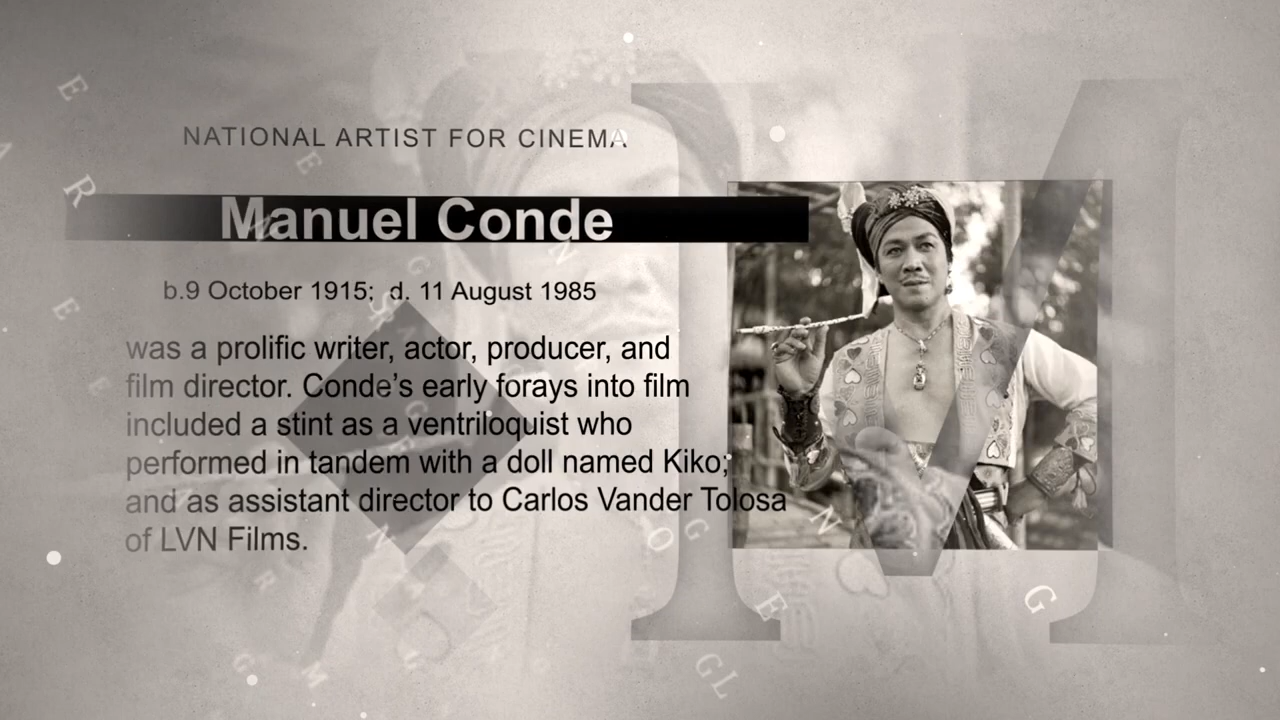 NATIONAL ARTIST FOR CINEMA
Manuel Conde
b.9 October 1915; d. 11 August 1985
was a prolific writer, actor, producer, and
film director. Conde’s early forays into film
included a stint as a ventriloquist who
performed in tandem with a doll named Kiko;
and as assistant director to Carlos Vander Tolosa
of LVN Films.
M